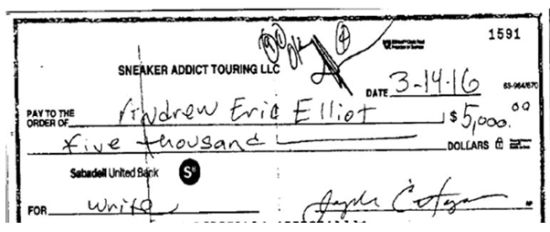 1591
SNEAKER ADDICT TOURING LLC
DATE 3-14-16
PAY TO THE ORDER OF Andrew Eric Elliot $ 5,000.00
five thousand DOLLARS
Sabadell United Bank S
FOR Write